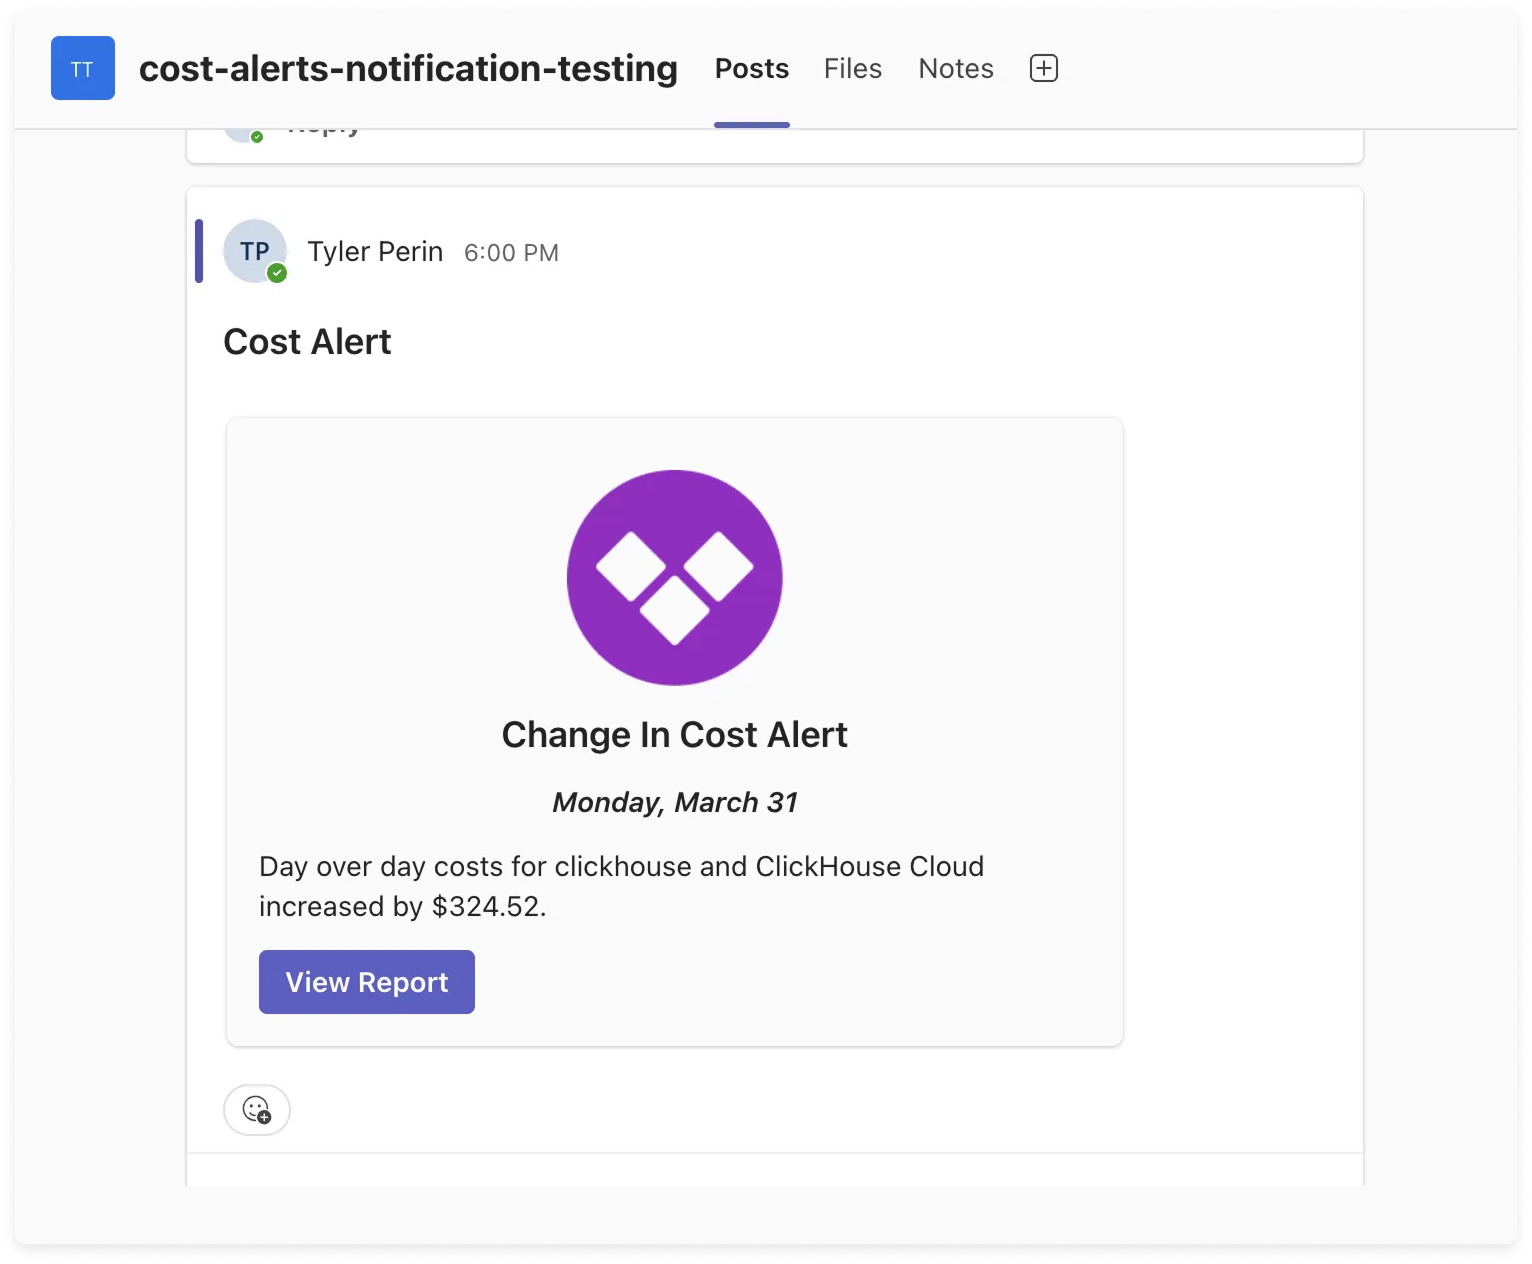 TT
cost-alerts-notification-testing Posts Files Notes
Reply
TP
Tyler Perin 6:00 PM
Cost Alert
Change In Cost Alert
Monday, March 31
Day over day costs for clickhouse and ClickHouse Cloud
increased by $324.52.
View Report